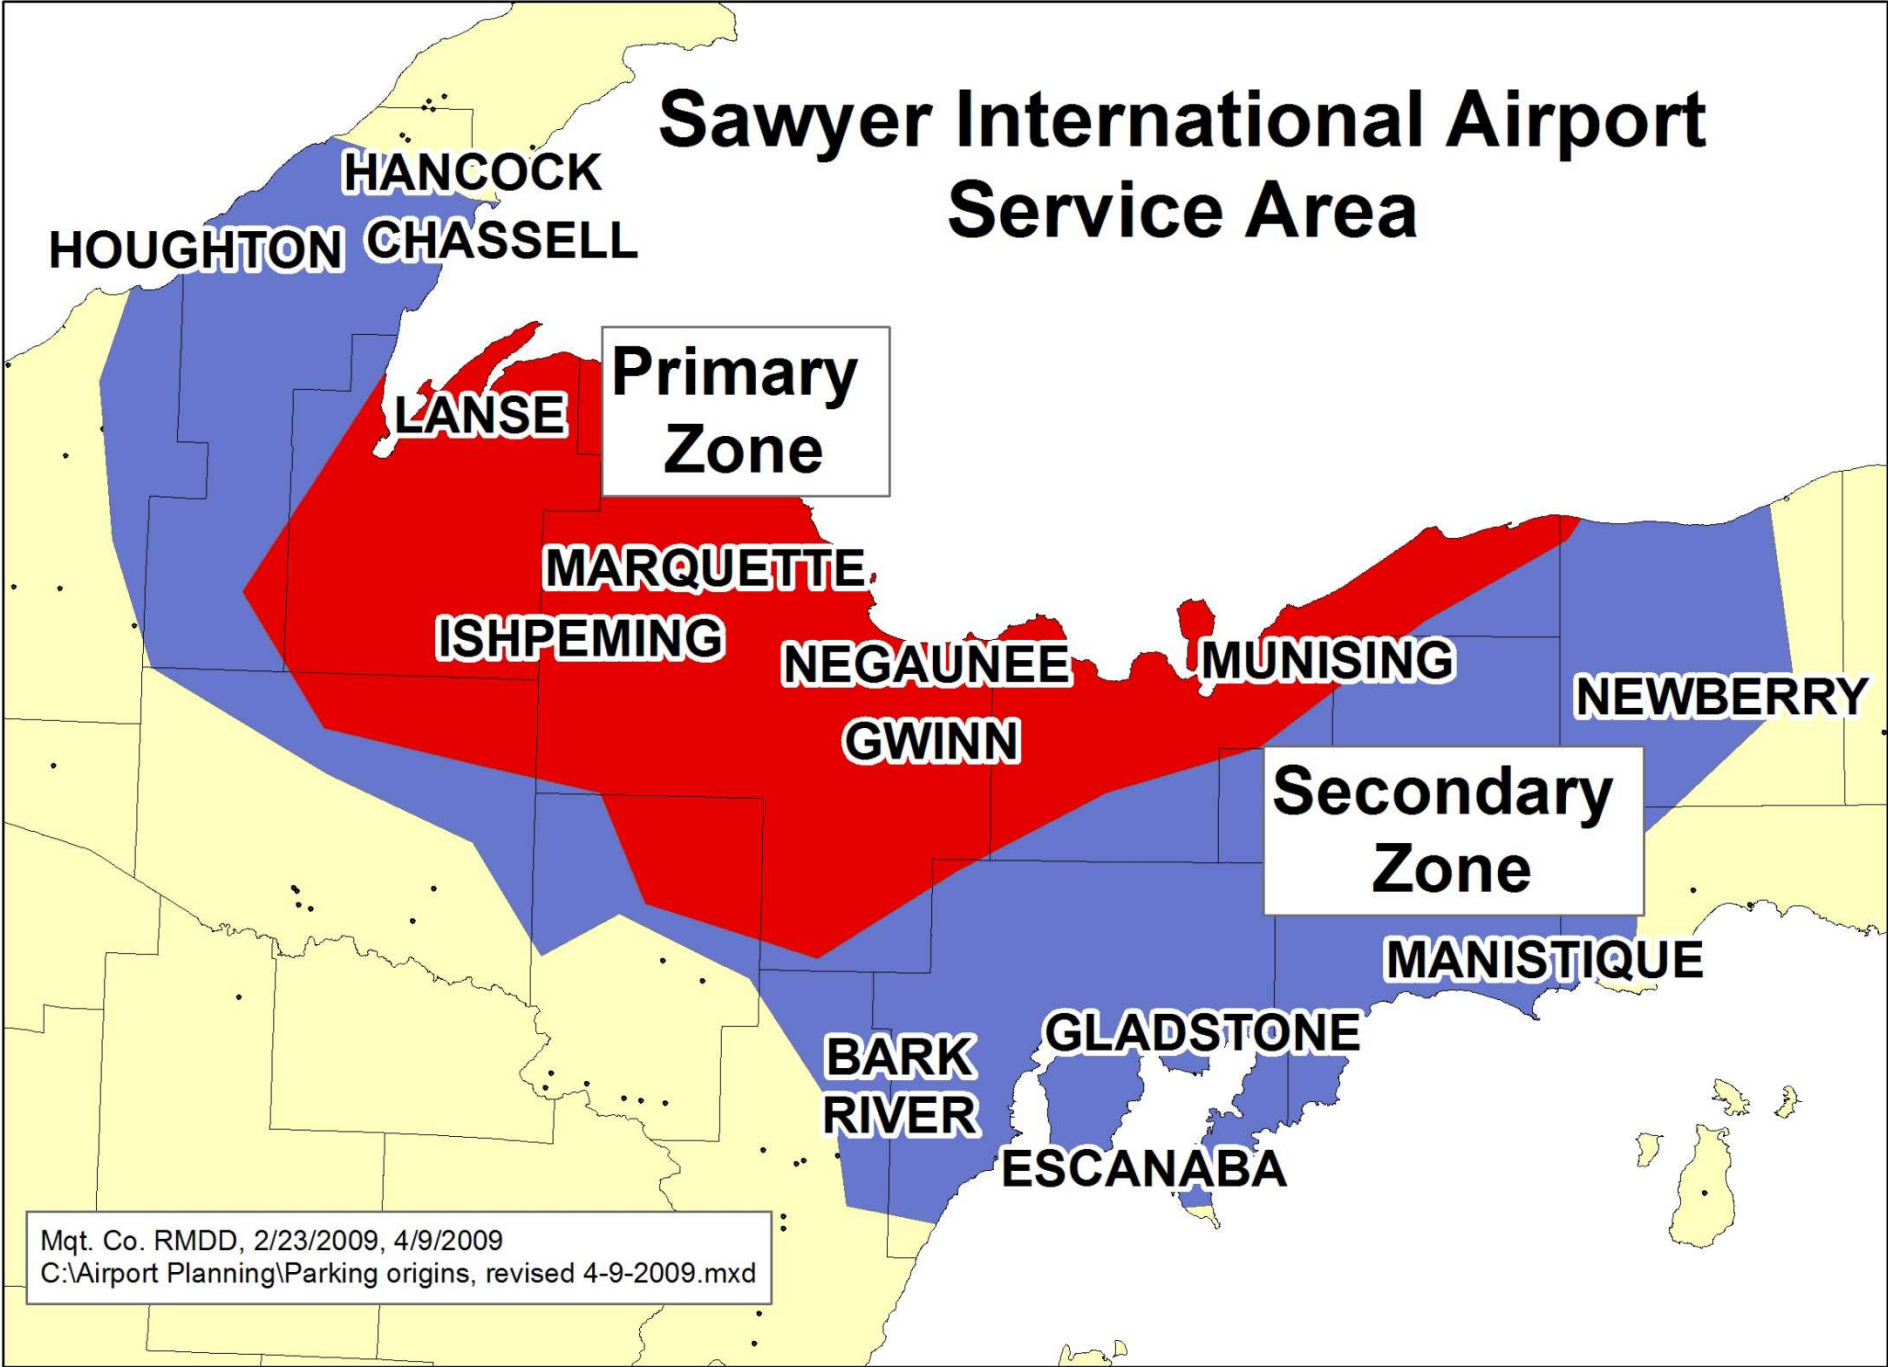 Sawyer International Airport
Service Area
HANCOCK
HOUGHTON
CHASSELL
Primary
Zone
LANSE
MARQUETTE
ISHPEMING
NEGAUNEE
MUNISING
NEWBERRY
GWINN
Secondary
Zone
MANISTIQUE
GLADSTONE
BARK
RIVER
ESCANABA
Mqt. Co. RMDD, 2/23/2009, 4/9/2009
C:\Airport Planning\Parking origins, revised 4-9-2009.mxd